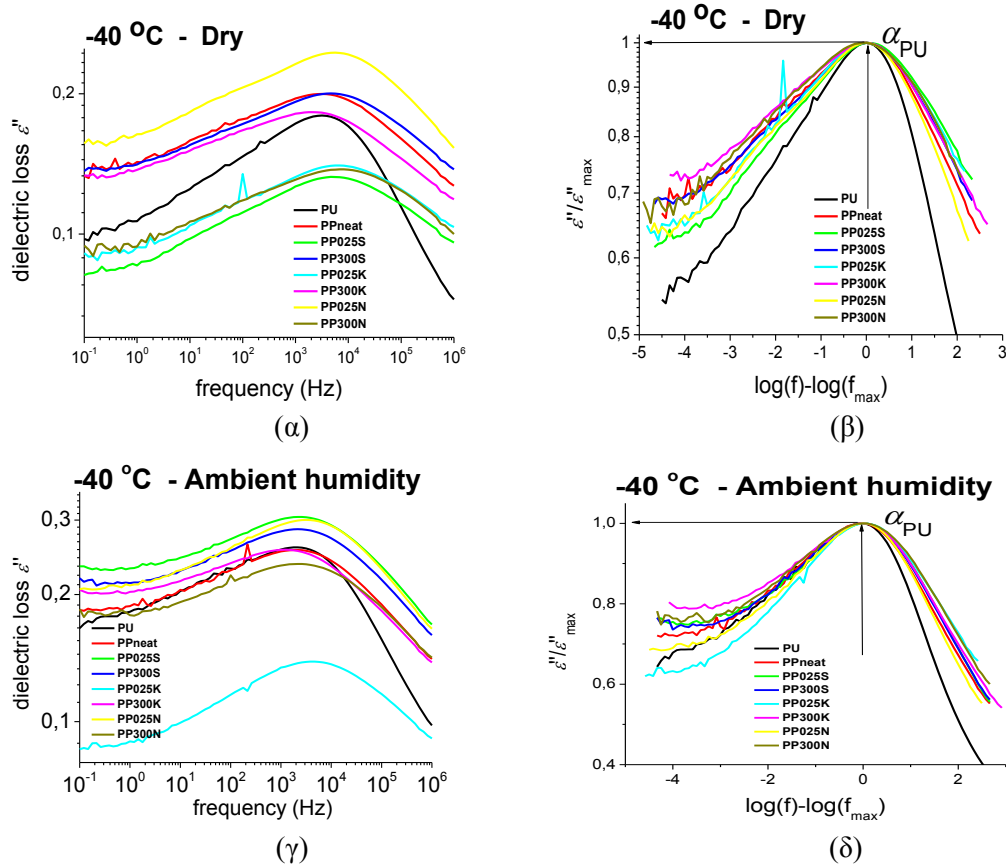 -40 °C - Dry
dielectric loss ε''
0,2
0,1
PU
PPneat
PP025S
PP300S
PP025K
PP300K
PP025N
PP300N
10⁻¹ 10⁰ 10¹ 10² 10³ 10⁴ 10⁵ 10⁶
frequency (Hz)
(α)
-40 °C - Dry
α_PU
ε''/ε''_max
1
0,9
0,8
0,7
0,6
0,5
PU
PPneat
PP025S
PP300S
PP025K
PP300K
PP025N
PP300N
-5 -4 -3 -2 -1 0 1 2 3
log(f)-log(f_max)
(β)
-40 °C - Ambient humidity
dielectric loss ε''
0,3
0,2
0,1
PU
PPneat
PP025S
PP300S
PP025K
PP300K
PP025N
PP300N
10⁻¹ 10⁰ 10¹ 10² 10³ 10⁴ 10⁵ 10⁶
frequency (Hz)
(γ)
-40 °C - Ambient humidity
α_PU
ε''/ε''_max
1,0
0,8
0,6
0,4
PU
PPneat
PP025S
PP300S
PP025K
PP300K
PP025N
PP300N
-4 -2 0 2
log(f)-log(f_max)
(δ)